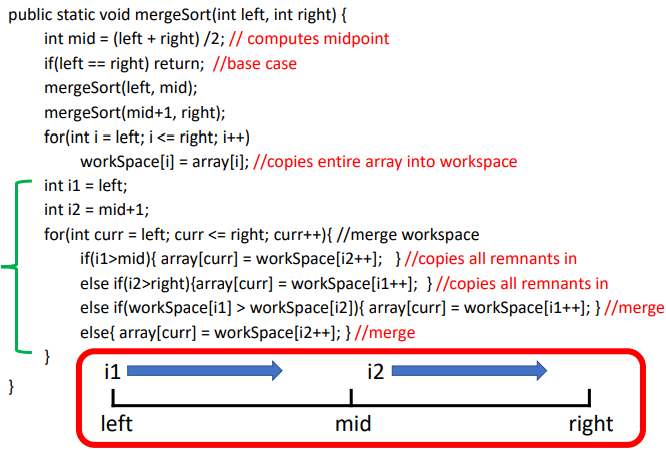 public static void mergeSort(int left, int right) {
int mid = (left + right) /2; // computes midpoint
if(left == right) return; //base case
mergeSort(left, mid);
mergeSort(mid+1, right);
for(int i = left; i <= right; i++)
workSpace[i] = array[i]; //copies entire array into workspace
int i1 = left;
int i2 = mid+1;
for(int curr = left; curr <= right; curr++){ //merge workspace
if(i1>mid){ array[curr] = workSpace[i2++]; } //copies all remnants in
else if(i2>right){array[curr] = workSpace[i1++]; } //copies all remnants in
else if(workSpace[i1] > workSpace[i2]){ array[curr] = workSpace[i1++]; } //merge
else{ array[curr] = workSpace[i2++]; } //merge
}
}
i1 i2
left mid right